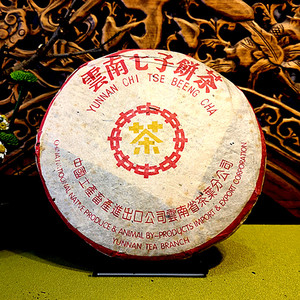 雲南七子餅茶
YUNNAN CHI TSE BEENG CHA
茶
中國土產畜產進出口公司雲南省茶葉分公司
CHINA NATIONAL NATIVE PRODUCE & ANIMAL BY-PRODUCTS IMPORT & EXPORT CORPORATION
YUNNAN TEA BRANCH